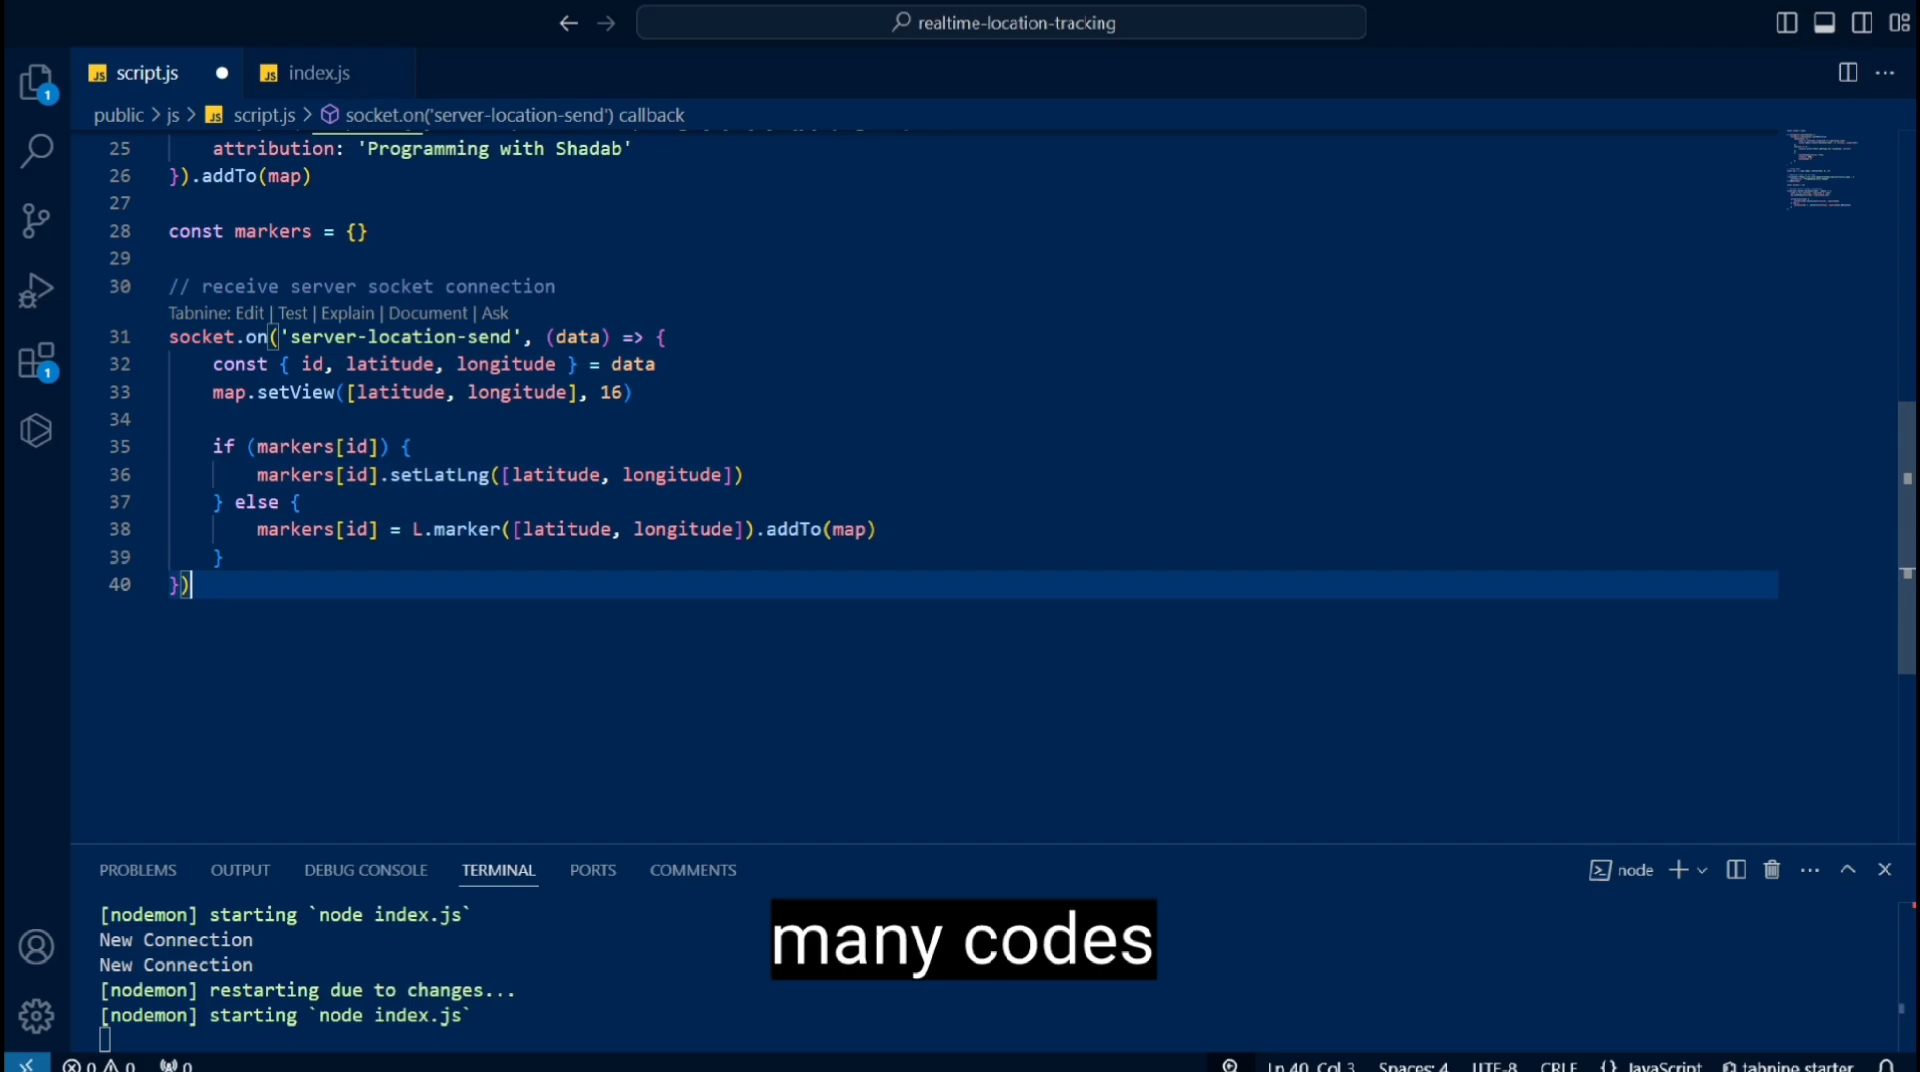 realtime-location-tracking
script.js
index.js
public > js > script.js > socket.on('server-location-send') callback
25 attribution: 'Programming with Shadab'
26 }).addTo(map)
27
28 const markers = {}
29
30 // receive server socket connection
Tabnine: Edit | Test | Explain | Document | Ask
31 socket.on('server-location-send', (data) => {
32 const { id, latitude, longitude } = data
33 map.setView([latitude, longitude], 16)
34
35 if (markers[id]) {
36 markers[id].setLatLng([latitude, longitude])
37 } else {
38 markers[id] = L.marker([latitude, longitude]).addTo(map)
39 }
40 })
PROBLEMS OUTPUT DEBUG CONSOLE TERMINAL PORTS COMMENTS
node
[nodemon] starting `node index.js`
New Connection
New Connection
[nodemon] restarting due to changes...
[nodemon] starting `node index.js`
many codes
0 0 0 Ln 40, Col 3 Spaces: 4 UTF-8 CRLF {} JavaScript tabnine starter